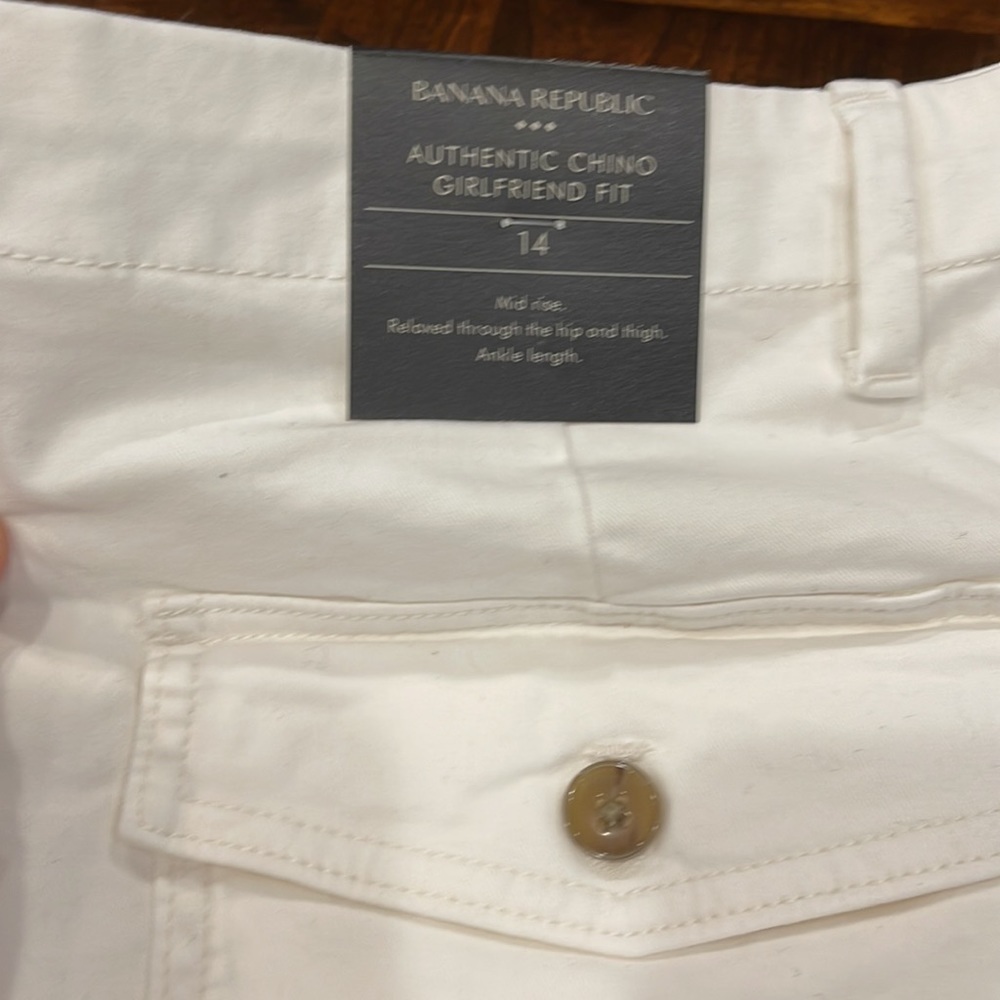 BANANA REPUBLIC
AUTHENTIC CHINO
GIRLFRIEND FIT
14
Mid rise.
Relaxed through the hip and thigh.
Ankle length.